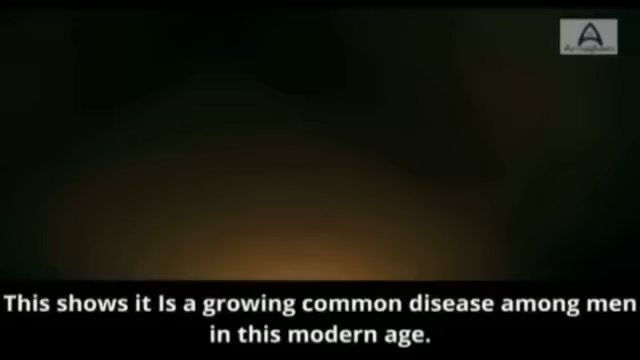 This shows it Is a growing common disease among men
in this modern age.